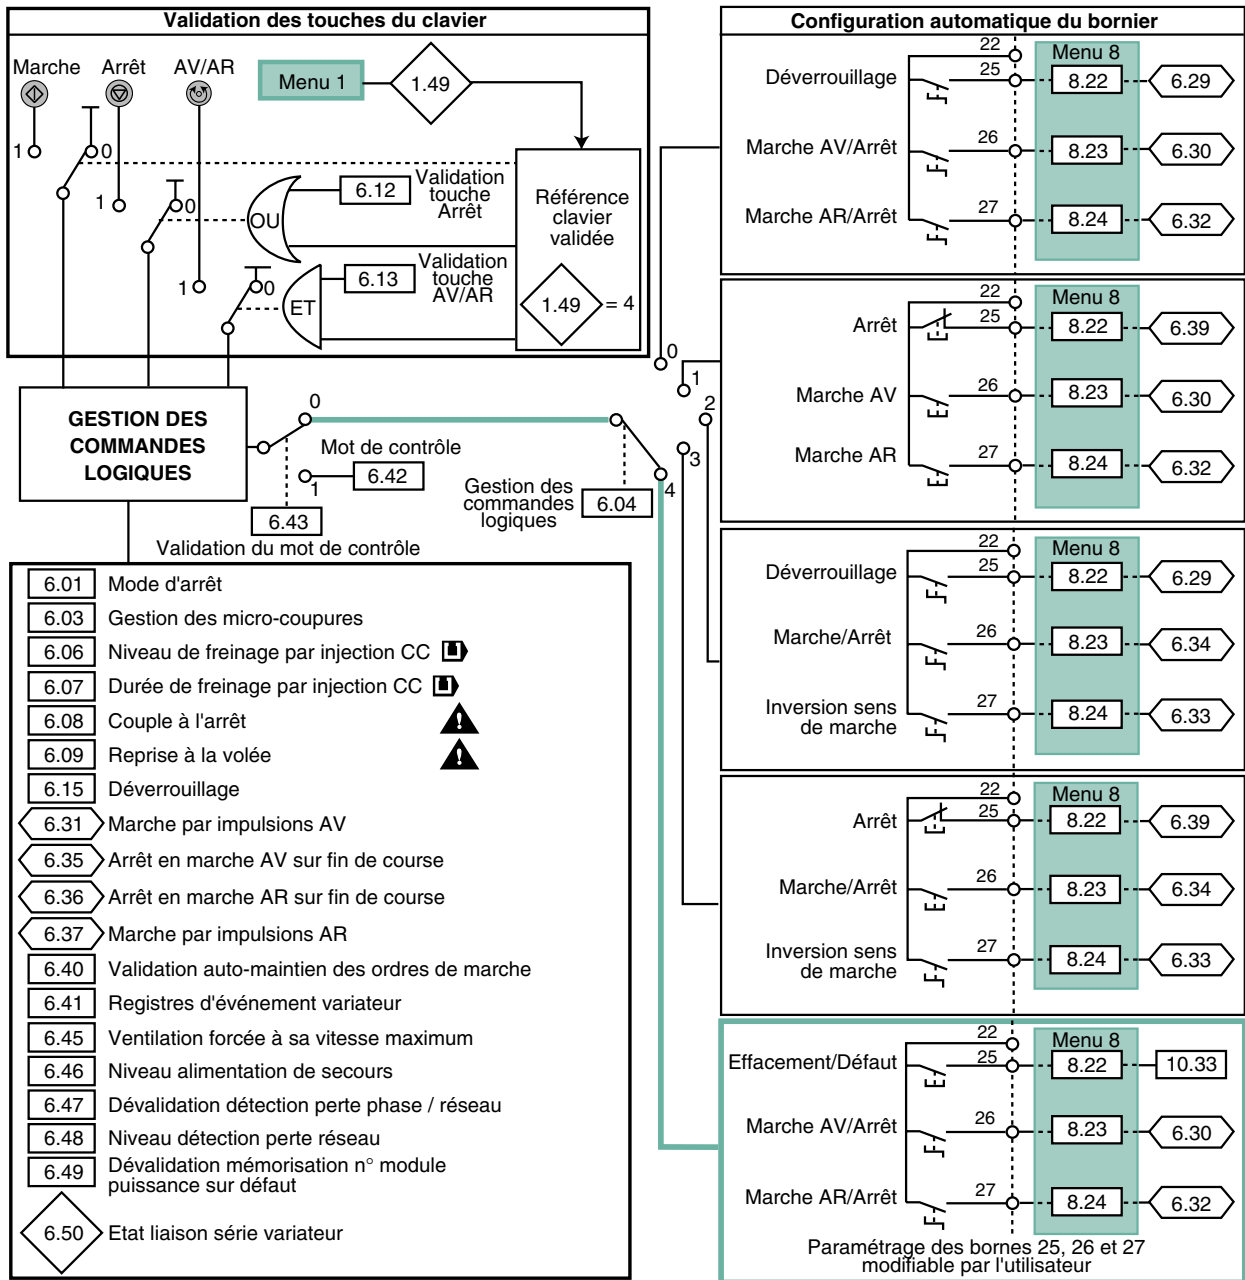 Validation des touches du clavier
Marche
Arrêt
AV/AR
Menu 1
1.49
1
0
1
0
1
0
OU
ET
6.12
Validation
touche
Arrêt
6.13
Validation
touche
AV/AR
Référence
clavier
validée
1.49
= 4
GESTION DES
COMMANDES
LOGIQUES
0
1
Mot de contrôle
6.42
6.43
Validation du mot de contrôle
Gestion des
commandes
logiques
6.04
0
1
2
3
4
6.01 Mode d'arrêt
6.03 Gestion des micro-coupures
6.06 Niveau de freinage par injection CC
6.07 Durée de freinage par injection CC
6.08 Couple à l'arrêt
6.09 Reprise à la volée
6.15 Déverrouillage
6.31 Marche par impulsions AV
6.35 Arrêt en marche AV sur fin de course
6.36 Arrêt en marche AR sur fin de course
6.37 Marche par impulsions AR
6.40 Validation auto-maintien des ordres de marche
6.41 Registres d'événement variateur
6.45 Ventilation forcée à sa vitesse maximum
6.46 Niveau alimentation de secours
6.47 Dévalidation détection perte phase / réseau
6.48 Niveau détection perte réseau
6.49 Dévalidation mémorisation n° module
puissance sur défaut
6.50 Etat liaison série variateur
Configuration automatique du bornier
22
Menu 8
Déverrouillage 25 8.22 6.29
Marche AV/Arrêt 26 8.23 6.30
Marche AR/Arrêt 27 8.24 6.32
22
Menu 8
Arrêt 25 8.22 6.39
Marche AV 26 8.23 6.30
Marche AR 27 8.24 6.32
22
Menu 8
Déverrouillage 25 8.22 6.29
Marche/Arrêt 26 8.23 6.34
Inversion sens
de marche
27 8.24 6.33
22
Menu 8
Arrêt 25 8.22 6.39
Marche/Arrêt 26 8.23 6.34
Inversion sens
de marche
27 8.24 6.33
22
Menu 8
Effacement/Défaut 25 8.22 10.33
Marche AV/Arrêt 26 8.23 6.30
Marche AR/Arrêt 27 8.24 6.32
Paramétrage des bornes 25, 26 et 27
modifiable par l'utilisateur